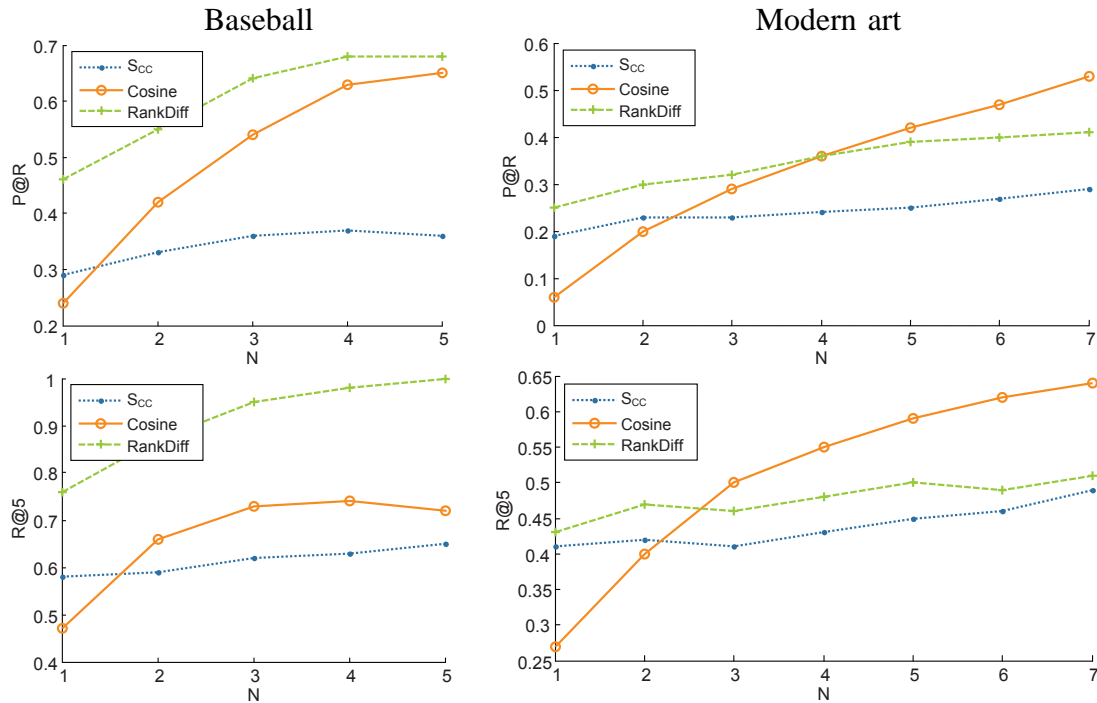 Baseball
Modern art
0.7
0.6
0.5
0.4
0.3
0.2
P@R
1 2 3 4 5
N
S_CC
Cosine
RankDiff
0.6
0.5
0.4
0.3
0.2
0.1
0
P@R
1 2 3 4 5 6 7
N
S_CC
Cosine
RankDiff
1
0.9
0.8
0.7
0.6
0.5
0.4
R@5
1 2 3 4 5
N
S_CC
Cosine
RankDiff
0.65
0.6
0.55
0.5
0.45
0.4
0.35
0.3
0.25
R@5
1 2 3 4 5 6 7
N
S_CC
Cosine
RankDiff